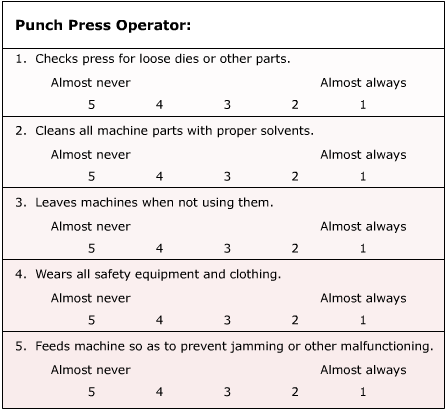 Punch Press Operator:
1. Checks press for loose dies or other parts.
Almost never Almost always
5 4 3 2 1
2. Cleans all machine parts with proper solvents.
Almost never Almost always
5 4 3 2 1
3. Leaves machines when not using them.
Almost never Almost always
5 4 3 2 1
4. Wears all safety equipment and clothing.
Almost never Almost always
5 4 3 2 1
5. Feeds machine so as to prevent jamming or other malfunctioning.
Almost never Almost always
5 4 3 2 1